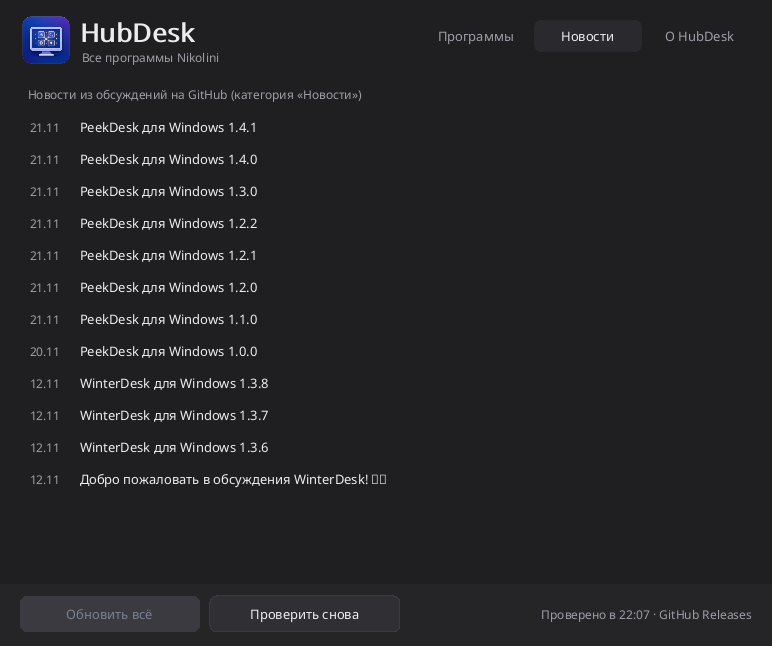 HubDesk
Все программы Nikolini
Программы
Новости
О HubDesk
Новости из обсуждений на GitHub (категория «Новости»)
21.11 PeekDesk для Windows 1.4.1
21.11 PeekDesk для Windows 1.4.0
21.11 PeekDesk для Windows 1.3.0
21.11 PeekDesk для Windows 1.2.2
21.11 PeekDesk для Windows 1.2.1
21.11 PeekDesk для Windows 1.2.0
21.11 PeekDesk для Windows 1.1.0
20.11 PeekDesk для Windows 1.0.0
12.11 WinterDesk для Windows 1.3.8
12.11 WinterDesk для Windows 1.3.7
12.11 WinterDesk для Windows 1.3.6
12.11 Добро пожаловать в обсуждения WinterDesk!
Обновить всё
Проверить снова
Проверено в 22:07 · GitHub Releases